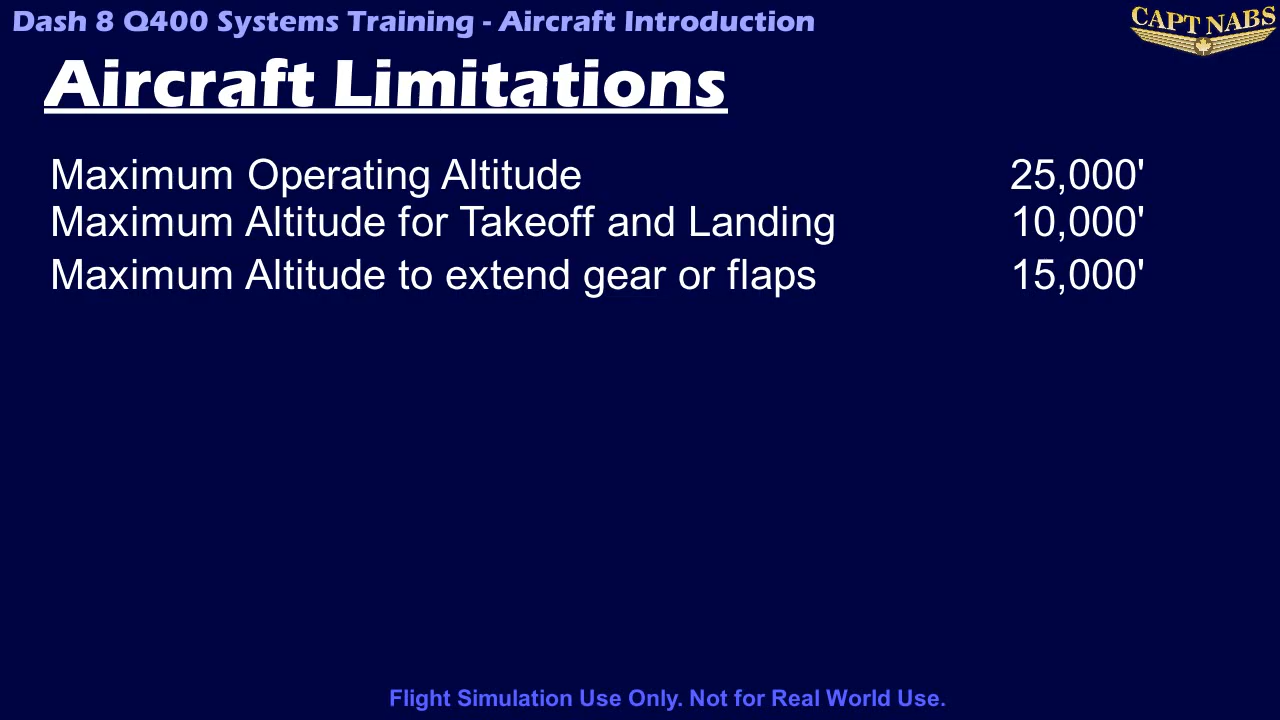 Dash 8 Q400 Systems Training - Aircraft Introduction
CAPT NABS
Aircraft Limitations
Maximum Operating Altitude 25,000'
Maximum Altitude for Takeoff and Landing 10,000'
Maximum Altitude to extend gear or flaps 15,000'
Flight Simulation Use Only. Not for Real World Use.